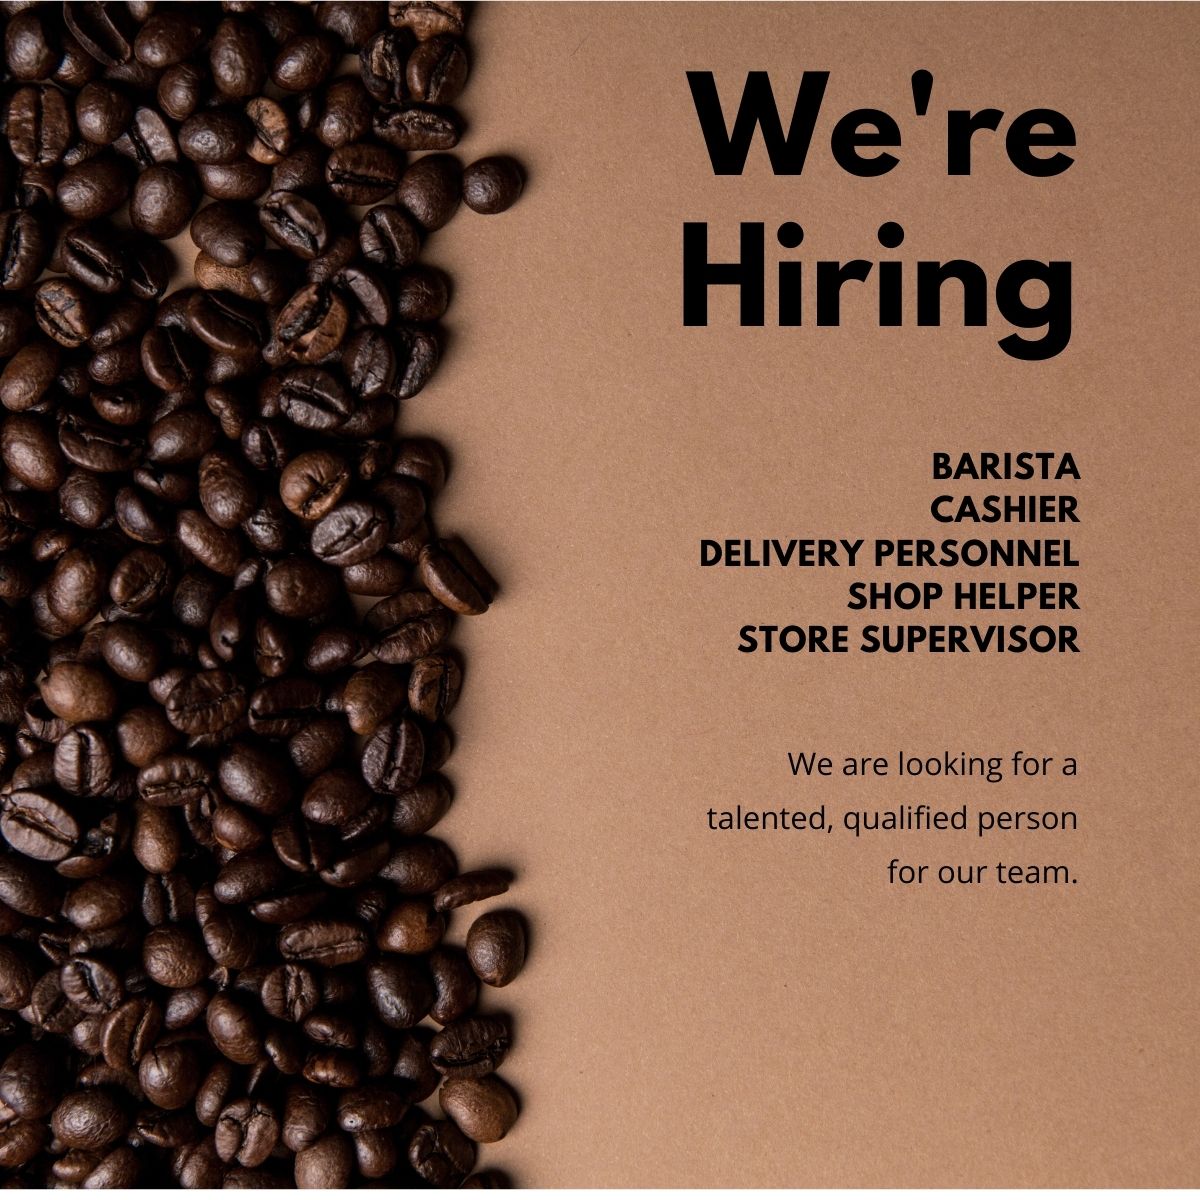 We're
Hiring
BARISTA
CASHIER
DELIVERY PERSONNEL
SHOP HELPER
STORE SUPERVISOR
We are looking for a
talented, qualified person
for our team.